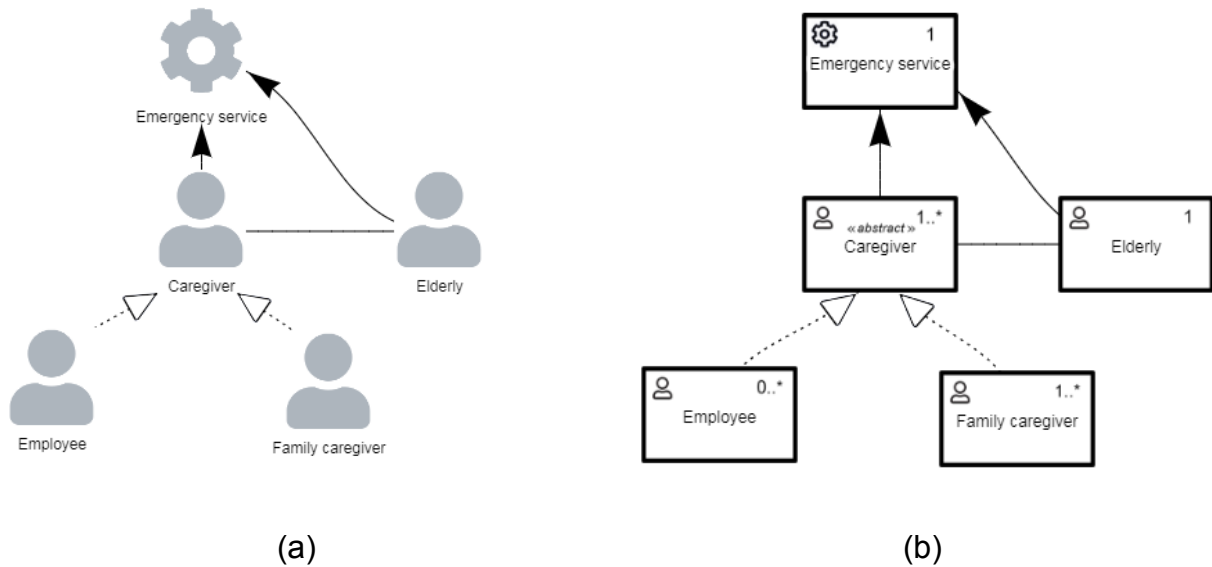 Emergency service
Caregiver
Elderly
Employee
Family caregiver
(a)
1
Emergency service
«abstract» 1..*
Caregiver
1
Elderly
0..*
Employee
1..*
Family caregiver
(b)